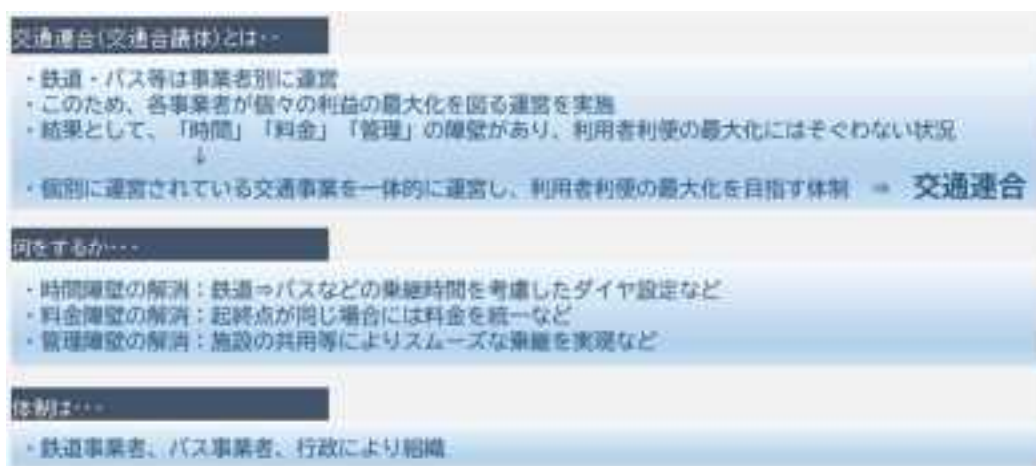 交通連合(交通合議体)とは・・
・鉄道・バス等は事業者別に運営
・このため、各事業者が個々の利益の最大化を図る運営を実施
・結果として、「時間」「料金」「管理」の障壁があり、利用者利便の最大化にはそぐわない状況
↓
・個別に運営されている交通事業を一体的に運営し、利用者利便の最大化を目指す体制 ⇒ 交通連合
何をするか・・・
・時間障壁の解消：鉄道⇒バスなどの乗継時間を考慮したダイヤ設定など
・料金障壁の解消：起終点が同じ場合には料金を統一など
・管理障壁の解消：施設の共用等によりスムーズな乗継を実現など
体制は・・・
・鉄道事業者、バス事業者、行政により組織